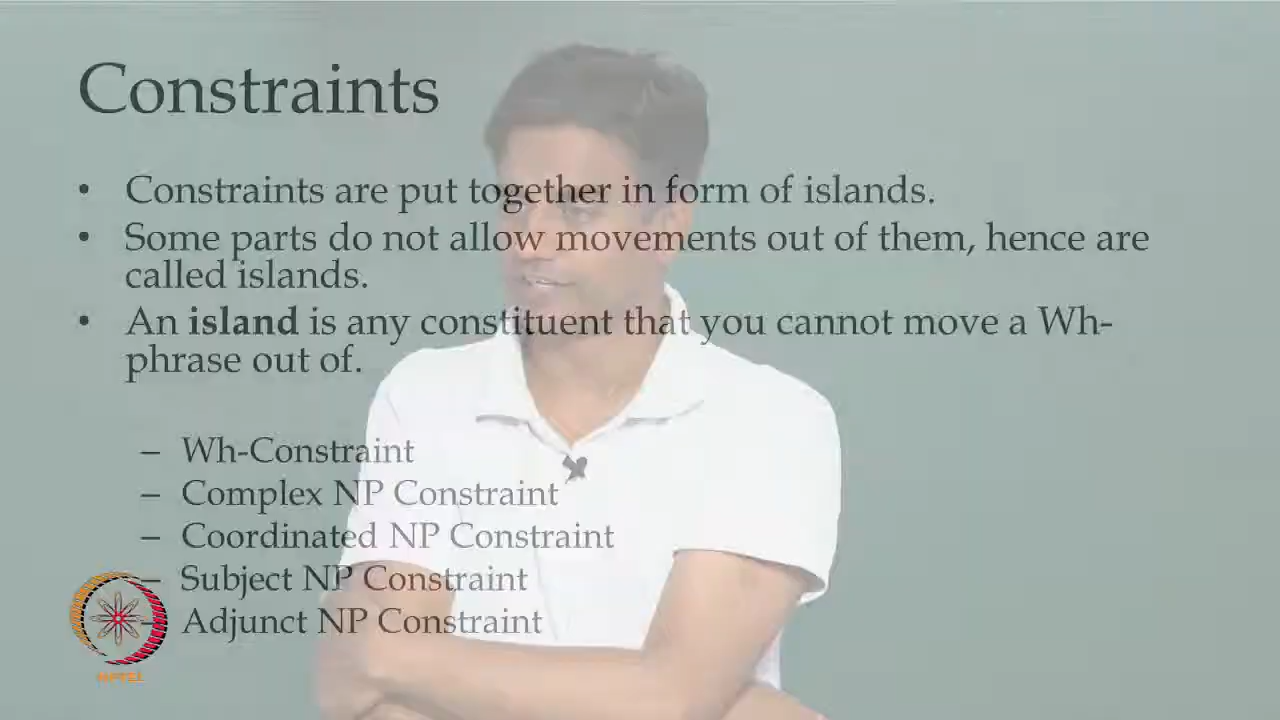 Constraints
• Constraints are put together in form of islands.
• Some parts do not allow movements out of them, hence are
called islands.
• An island is any constituent that you cannot move a Wh-
phrase out of.
– Wh-Constraint
– Complex NP Constraint
– Coordinated NP Constraint
– Subject NP Constraint
– Adjunct NP Constraint
NPTEL